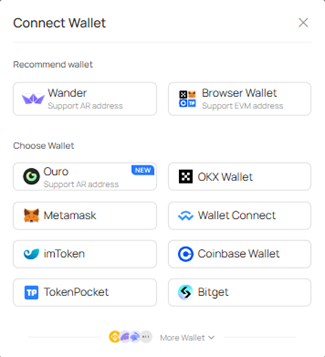 Connect Wallet
Recommend wallet
Wander
Support AR address
Browser Wallet
Support EVM address
Choose Wallet
Ouro
Support AR address
NEW
OKX Wallet
Metamask
Wallet Connect
imToken
Coinbase Wallet
TP
TokenPocket
Bitget
More Wallet